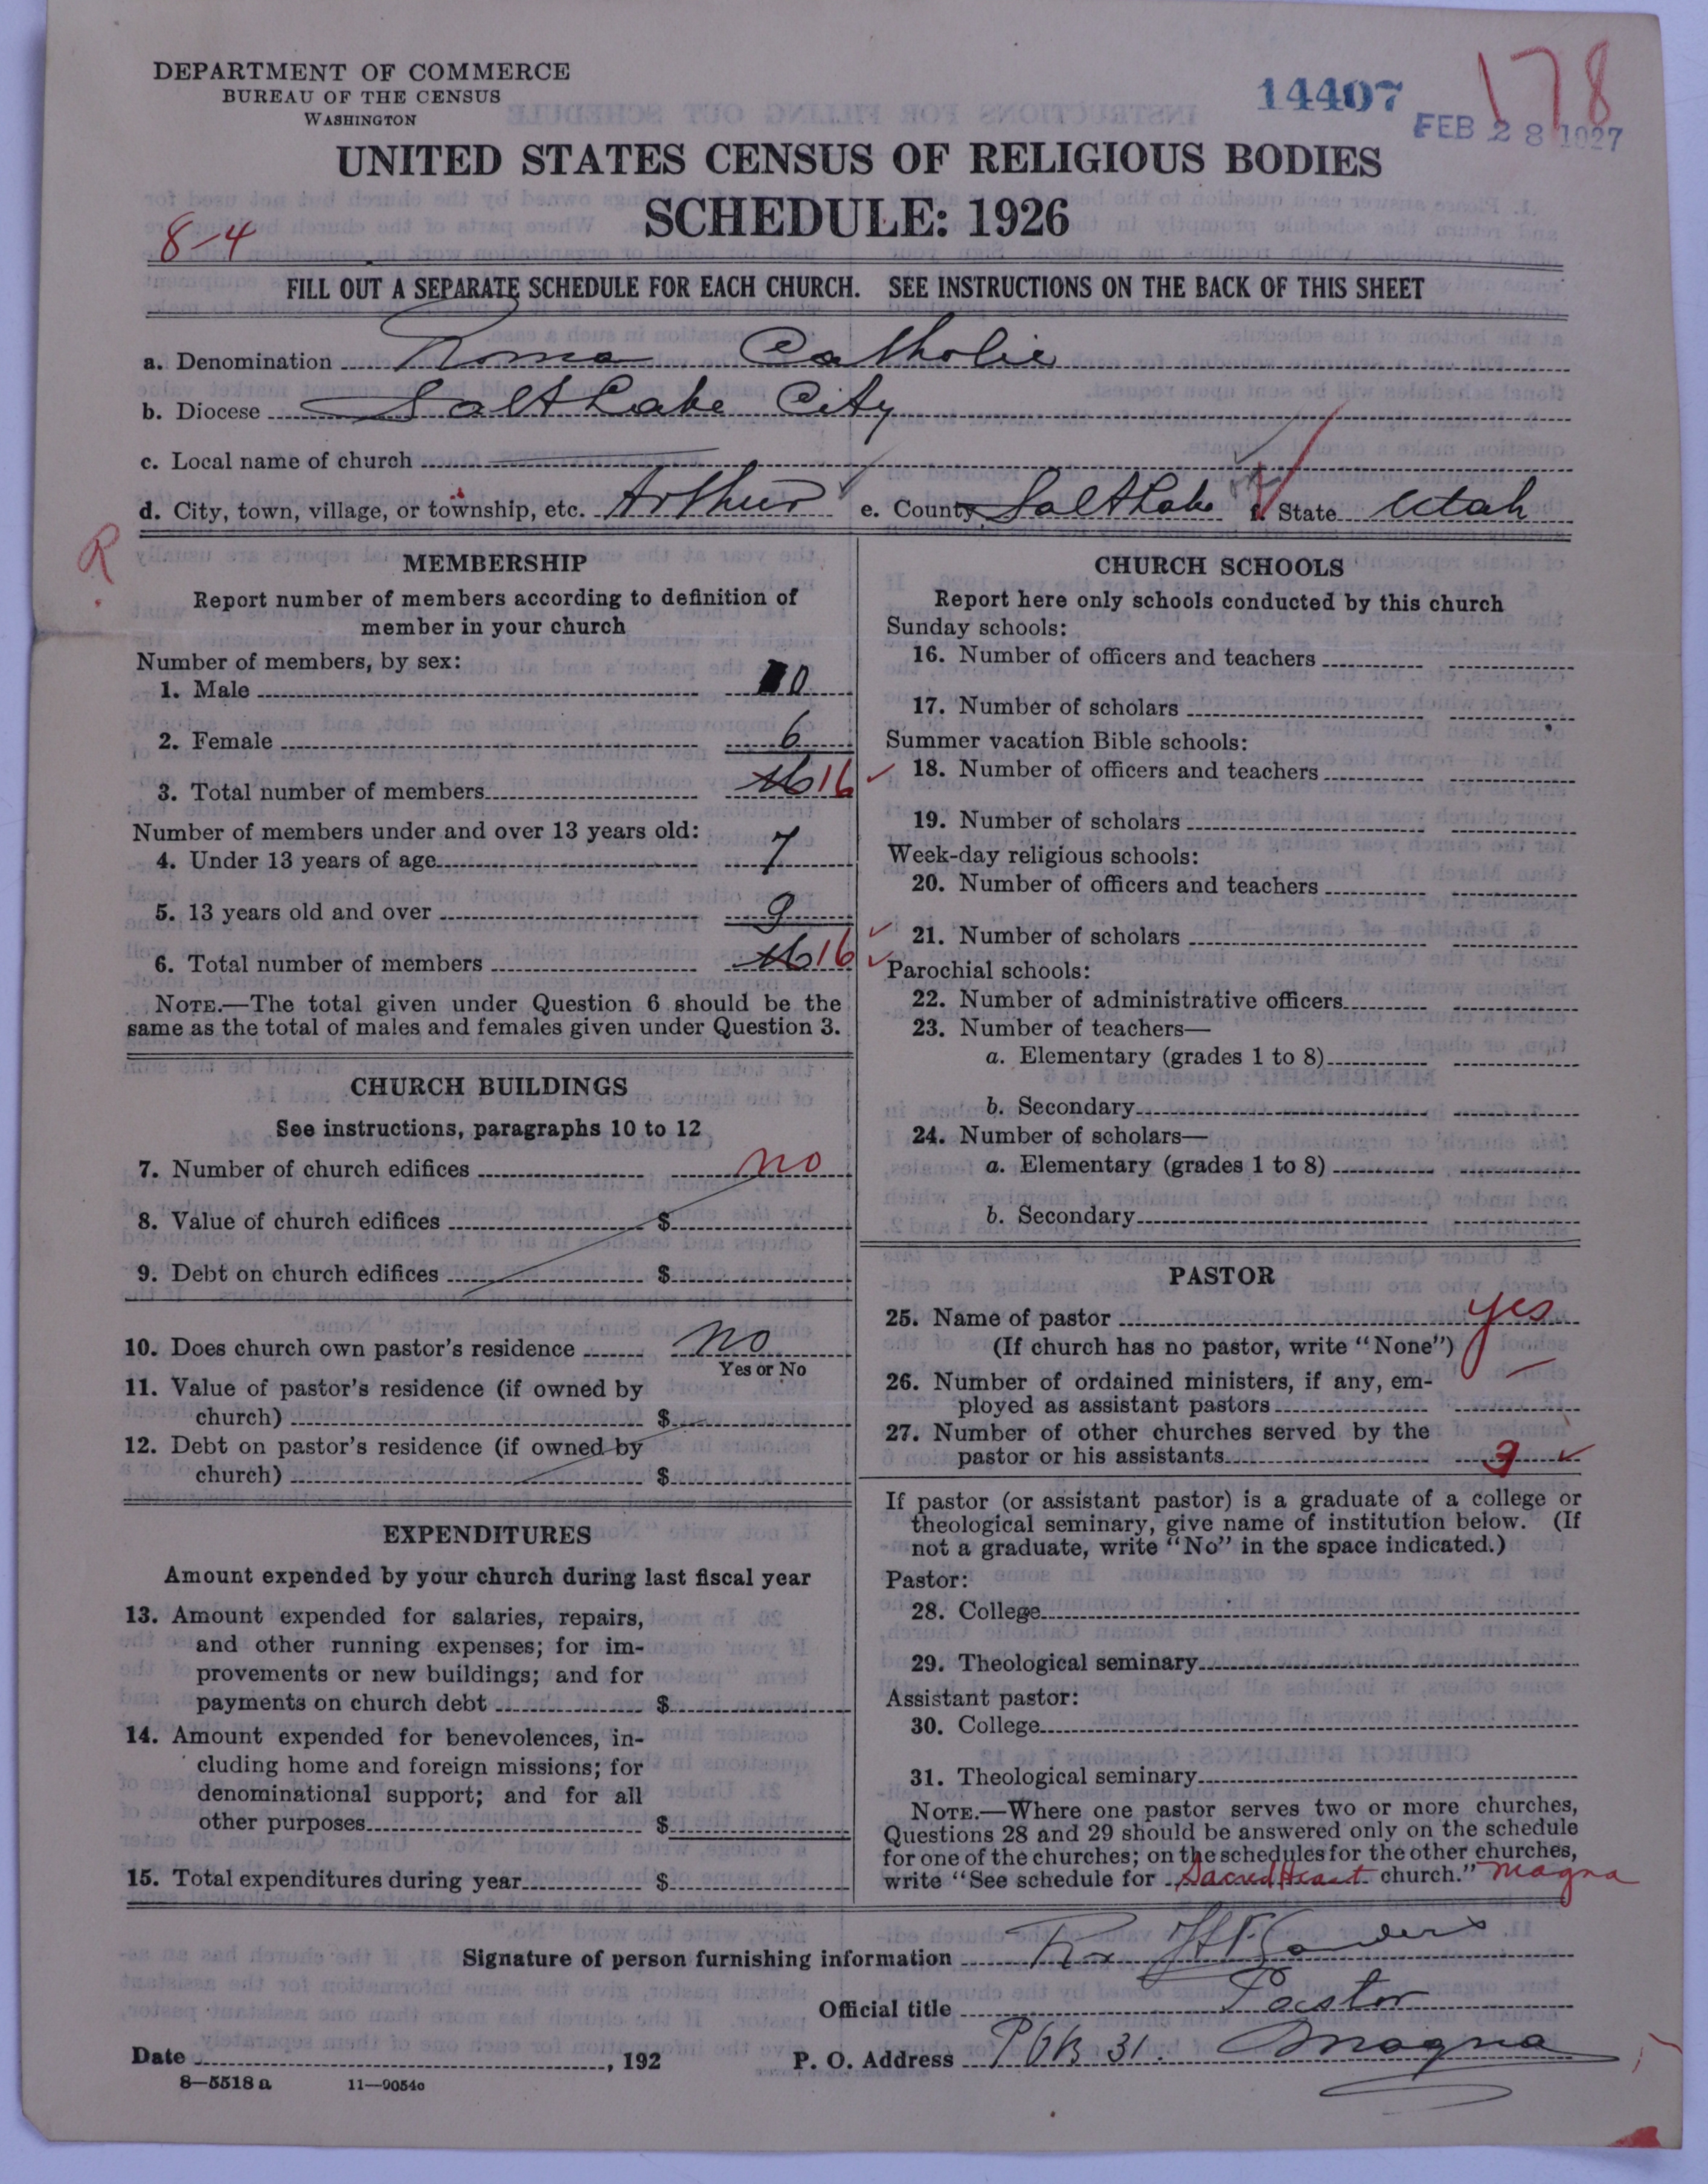 DEPARTMENT OF COMMERCE
BUREAU OF THE CENSUS
WASHINGTON
14407
178
FEB 28 1927
UNITED STATES CENSUS OF RELIGIOUS BODIES
SCHEDULE: 1926
8-4
FILL OUT A SEPARATE SCHEDULE FOR EACH CHURCH. SEE INSTRUCTIONS ON THE BACK OF THIS SHEET
a. Denomination Roma Catholic
b. Diocese Salt Lake City
c. Local name of church
d. City, town, village, or township, etc. Arthur e. County Salt Lake f. State Utah
R
MEMBERSHIP
Report number of members according to definition of
member in your church
Number of members, by sex:
1. Male 10
2. Female 6
3. Total number of members 16 16
Number of members under and over 13 years old:
4. Under 13 years of age 7
5. 13 years old and over 9
6. Total number of members 16 16
NOTE.—The total given under Question 6 should be the
same as the total of males and females given under Question 3.
CHURCH BUILDINGS
See instructions, paragraphs 10 to 12
7. Number of church edifices no
8. Value of church edifices $
9. Debt on church edifices $
10. Does church own pastor's residence no
Yes or No
11. Value of pastor's residence (if owned by
church) $
12. Debt on pastor's residence (if owned by
church) $
EXPENDITURES
Amount expended by your church during last fiscal year
13. Amount expended for salaries, repairs,
and other running expenses; for im-
provements or new buildings; and for
payments on church debt $
14. Amount expended for benevolences, in-
cluding home and foreign missions; for
denominational support; and for all
other purposes $
15. Total expenditures during year $
CHURCH SCHOOLS
Report here only schools conducted by this church
Sunday schools:
16. Number of officers and teachers
17. Number of scholars
Summer vacation Bible schools:
18. Number of officers and teachers
19. Number of scholars
Week-day religious schools:
20. Number of officers and teachers
21. Number of scholars
Parochial schools:
22. Number of administrative officers
23. Number of teachers—
a. Elementary (grades 1 to 8)
b. Secondary
24. Number of scholars—
a. Elementary (grades 1 to 8)
b. Secondary
PASTOR
25. Name of pastor yes
(If church has no pastor, write "None")
26. Number of ordained ministers, if any, em-
ployed as assistant pastors
27. Number of other churches served by the
pastor or his assistants 3
If pastor (or assistant pastor) is a graduate of a college or
theological seminary, give name of institution below. (If
not a graduate, write "No" in the space indicated.)
Pastor:
28. College
29. Theological seminary
Assistant pastor:
30. College
31. Theological seminary
NOTE.—Where one pastor serves two or more churches,
Questions 28 and 29 should be answered only on the schedule
for one of the churches; on the schedules for the other churches,
write "See schedule for Sacred Heart church." Magna
Signature of person furnishing information
Official title Pastor
Date , 192 P. O. Address POB 31. Magna
8—5518 a 11—9054c